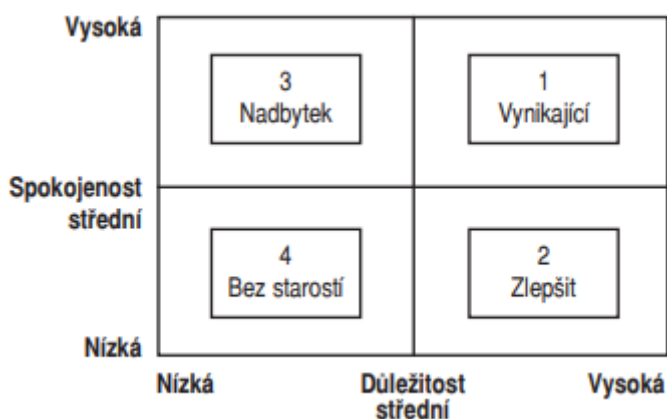 Vysoká
3
Nadbytek
1
Vynikající
Spokojenost
střední
4
Bez starostí
2
Zlepšit
Nízká
Nízká
Důležitost
střední
Vysoká